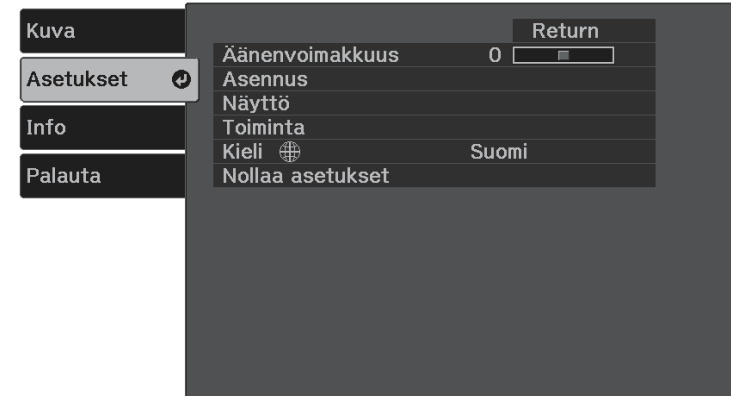 Kuva
Asetukset
Info
Palauta
Return
Äänenvoimakkuus 0
Asennus
Näyttö
Toiminta
Kieli Suomi
Nollaa asetukset